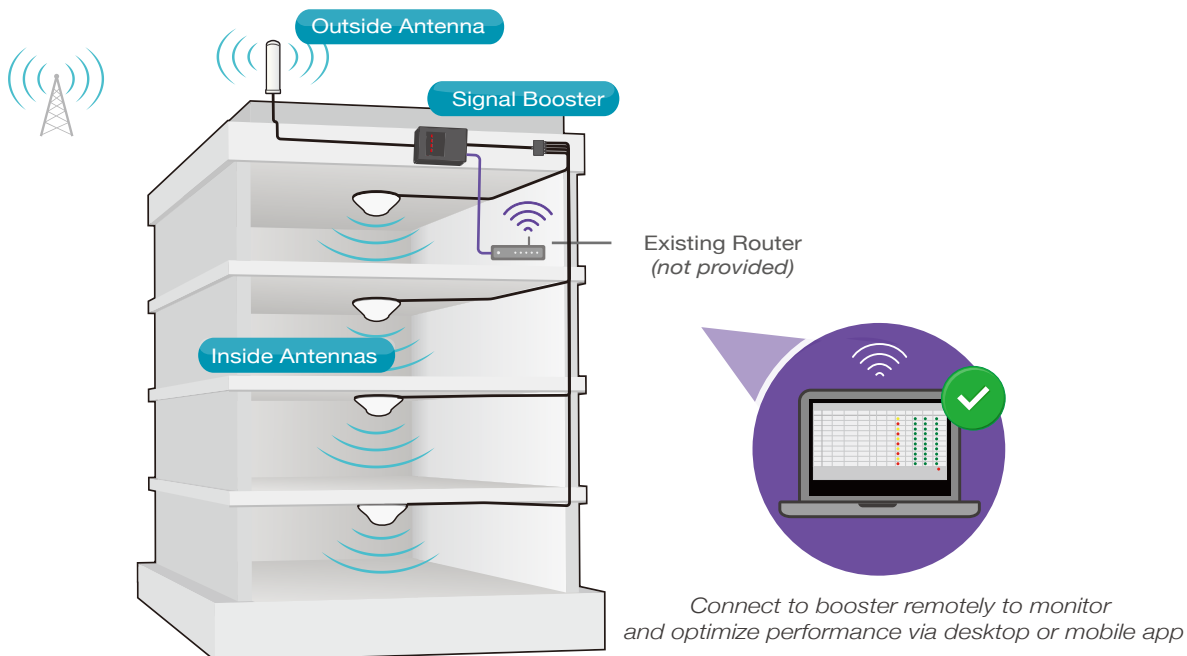 Outside Antenna
Signal Booster
Existing Router
(not provided)
Inside Antennas
Connect to booster remotely to monitor
and optimize performance via desktop or mobile app